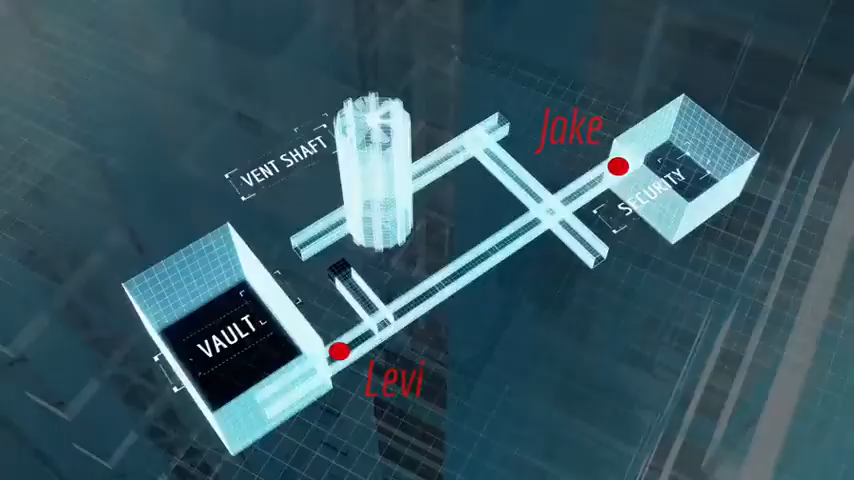 VENT SHAFT
Jake
SECURITY
VAULT
Levi